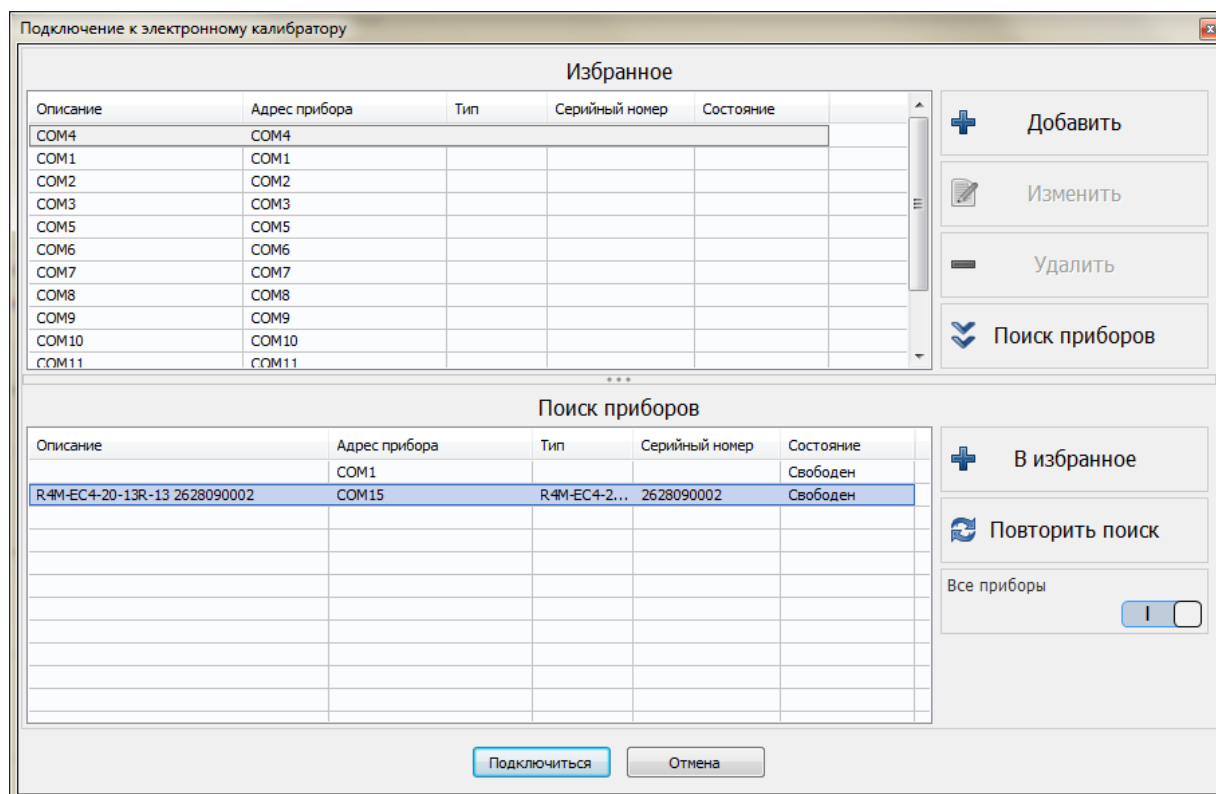 Подключение к электронному калибратору
Избранное
Описание Адрес прибора Тип Серийный номер Состояние
COM4 COM4
COM1 COM1
COM2 COM2
COM3 COM3
COM5 COM5
COM6 COM6
COM7 COM7
COM8 COM8
COM9 COM9
COM10 COM10
COM11 COM11
Добавить
Изменить
Удалить
Поиск приборов
Поиск приборов
Описание Адрес прибора Тип Серийный номер Состояние
COM1 Свободен
R4M-EC4-20-13R-13 2628090002 COM15 R4M-EC4-2... 2628090002 Свободен
В избранное
Повторить поиск
Все приборы
Подключиться Отмена